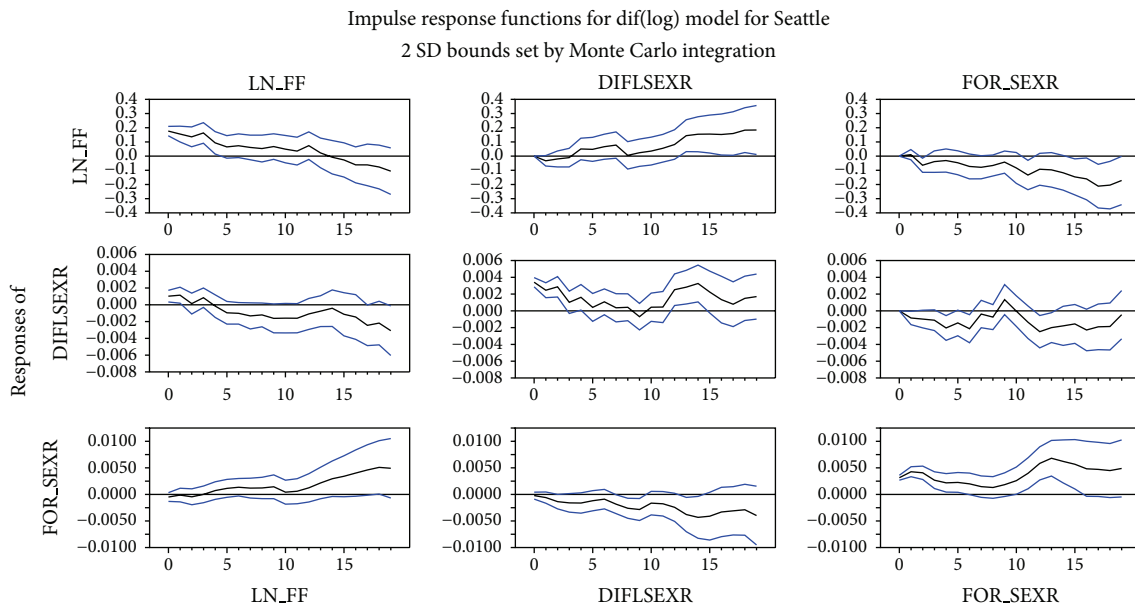 Impulse response functions for dif(log) model for Seattle
2 SD bounds set by Monte Carlo integration
LN_FF DIFLSEXR FOR_SEXR
Responses of
LN_FF
0.4 0.3 0.2 0.1 0.0 −0.1 −0.2 −0.3 −0.4
0 5 10 15
0.4 0.3 0.2 0.1 0.0 −0.1 −0.2 −0.3 −0.4
0 5 10 15
0.4 0.3 0.2 0.1 0.0 −0.1 −0.2 −0.3 −0.4
0 5 10 15
DIFLSEXR
0.006 0.004 0.002 0.000 −0.002 −0.004 −0.006 −0.008
0 5 10 15
0.006 0.004 0.002 0.000 −0.002 −0.004 −0.006 −0.008
0 5 10 15
0.006 0.004 0.002 0.000 −0.002 −0.004 −0.006 −0.008
0 5 10 15
FOR_SEXR
0.0100 0.0050 0.0000 −0.0050 −0.0100
0 5 10 15
0.0100 0.0050 0.0000 −0.0050 −0.0100
0 5 10 15
0.0100 0.0050 0.0000 −0.0050 −0.0100
0 5 10 15
LN_FF DIFLSEXR FOR_SEXR